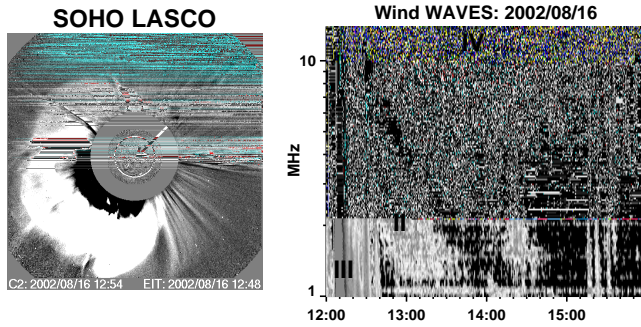 SOHO LASCO
C2: 2002/08/16 12:54 EIT: 2002/08/16 12:48
Wind WAVES: 2002/08/16
IV
10
MHz
II
III
1
12:00 13:00 14:00 15:00